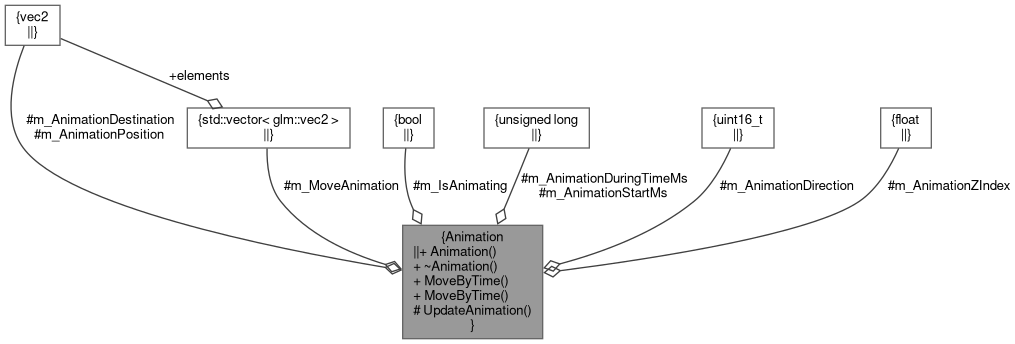 {vec2
||}
+elements
{std::vector< glm::vec2 >
||}
{bool
||}
{unsigned long
||}
{uint16_t
||}
{float
||}
#m_AnimationDestination
#m_AnimationPosition
#m_MoveAnimation
#m_IsAnimating
#m_AnimationDuringTimeMs
#m_AnimationStartMs
#m_AnimationDirection
#m_AnimationZIndex
{Animation
||+ Animation()
+ ~Animation()
+ MoveByTime()
+ MoveByTime()
# UpdateAnimation()
}